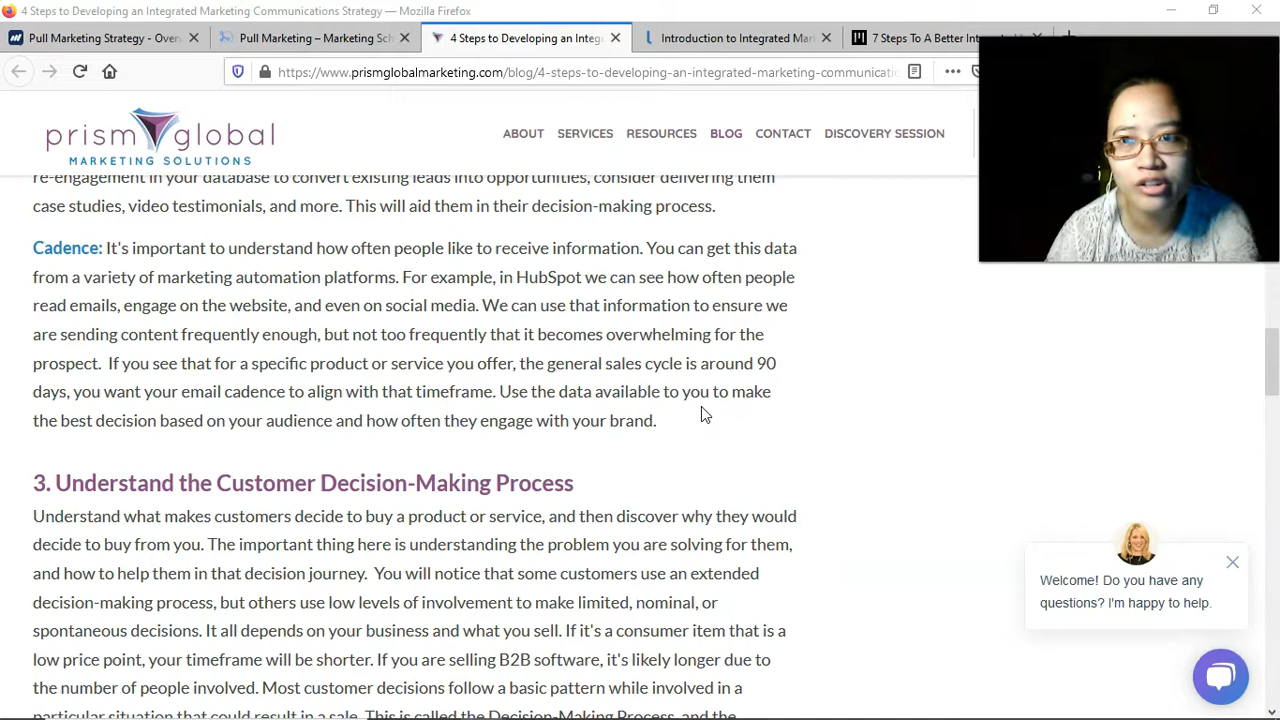 4 Steps to Developing an Integrated Marketing Communications Strategy — Mozilla Firefox
Pull Marketing Strategy - Over
Pull Marketing – Marketing Sch
4 Steps to Developing an Integ
Introduction to Integrated Mar
7 Steps To A Better Integrated
https://www.prismglobalmarketing.com/blog/4-steps-to-developing-an-integrated-marketing-communicati
prism global
MARKETING SOLUTIONS
ABOUT SERVICES RESOURCES BLOG CONTACT DISCOVERY SESSION
re-engagement in your database to convert existing leads into opportunities, consider delivering them
case studies, video testimonials, and more. This will aid them in their decision-making process.
Cadence: It's important to understand how often people like to receive information. You can get this data
from a variety of marketing automation platforms. For example, in HubSpot we can see how often people
read emails, engage on the website, and even on social media. We can use that information to ensure we
are sending content frequently enough, but not too frequently that it becomes overwhelming for the
prospect. If you see that for a specific product or service you offer, the general sales cycle is around 90
days, you want your email cadence to align with that timeframe. Use the data available to you to make
the best decision based on your audience and how often they engage with your brand.
3. Understand the Customer Decision-Making Process
Understand what makes customers decide to buy a product or service, and then discover why they would
decide to buy from you. The important thing here is understanding the problem you are solving for them,
and how to help them in that decision journey. You will notice that some customers use an extended
decision-making process, but others use low levels of involvement to make limited, nominal, or
spontaneous decisions. It all depends on your business and what you sell. If it's a consumer item that is a
low price point, your timeframe will be shorter. If you are selling B2B software, it's likely longer due to
the number of people involved. Most customer decisions follow a basic pattern while involved in a
particular situation that could result in a sale. This is called the Decision-Making Process, and the
Welcome! Do you have any
questions? I'm happy to help.